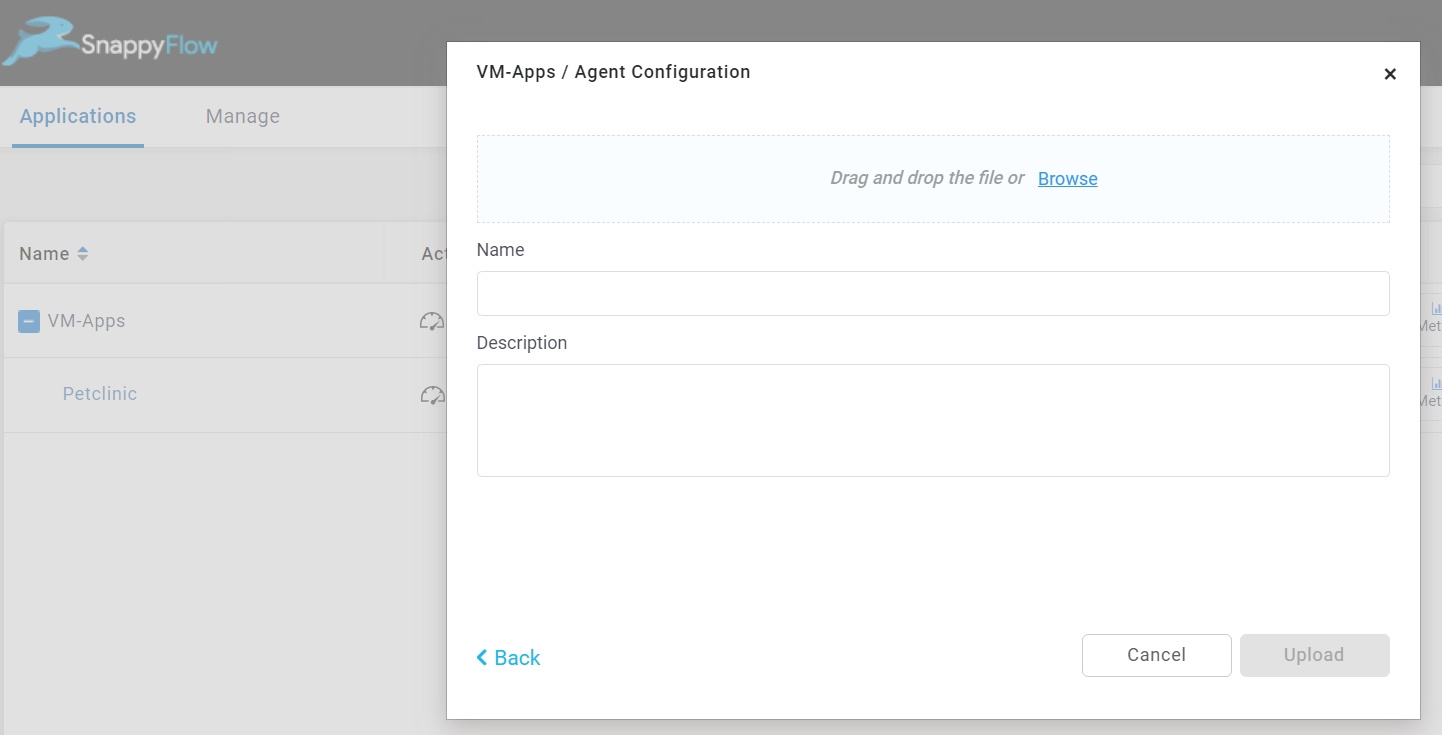 SnappyFlow
Applications Manage
Name Act
VM-Apps
Petclinic
VM-Apps / Agent Configuration
×
Drag and drop the file or Browse
Name
Description
Back
Cancel Upload
Met
Met